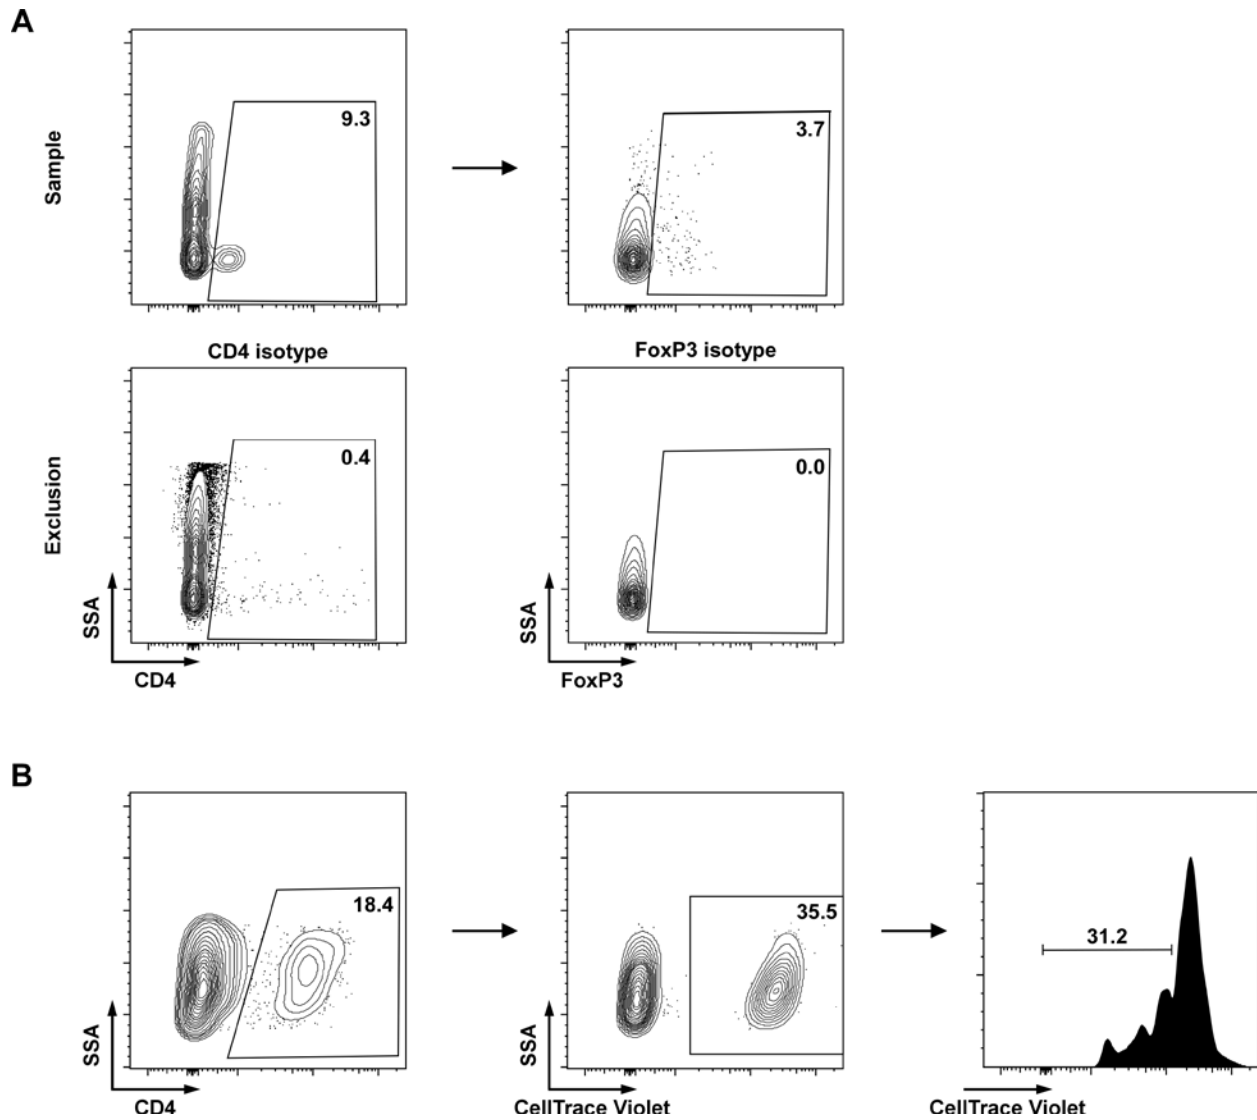 A
Sample
9.3
3.7
CD4 isotype
FoxP3 isotype
Exclusion
0.4
0.0
SSA
CD4
SSA
FoxP3
B
18.4
35.5
31.2
SSA
CD4
SSA
CellTrace Violet
CellTrace Violet